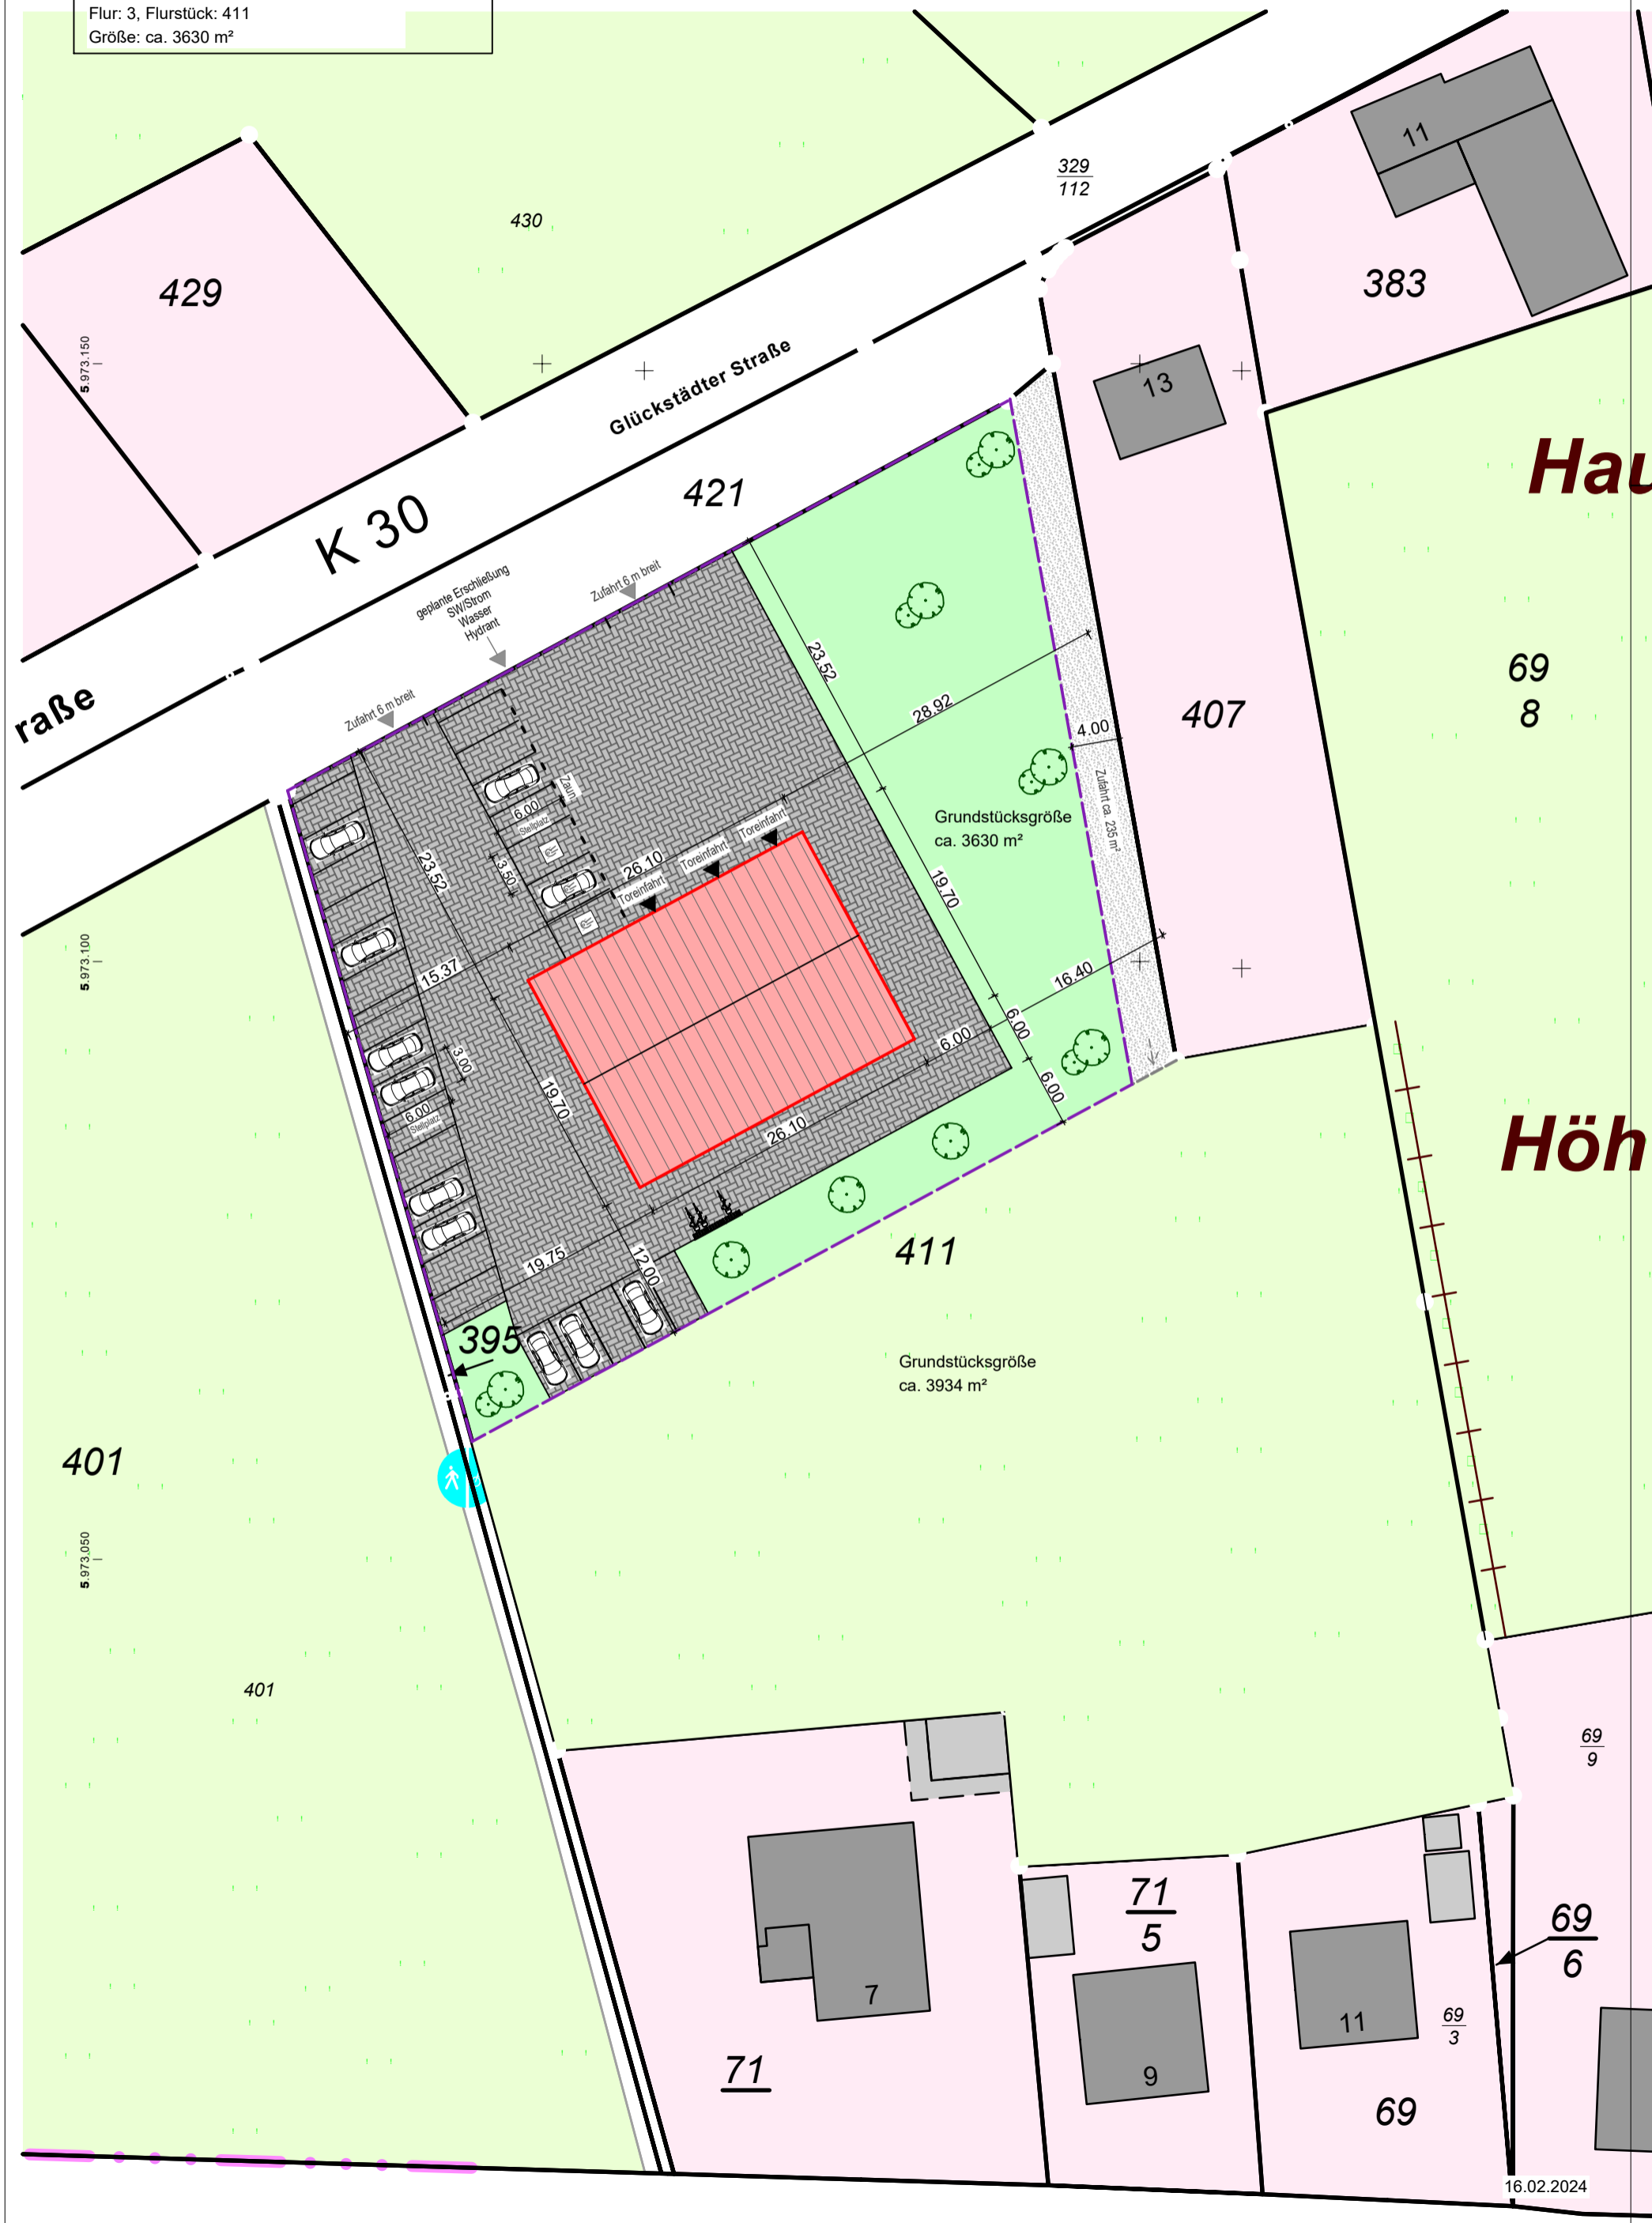 Flur: 3, Flurstück: 411
Größe: ca. 3630 m²
11
329
112
430
429
383
5.973.150
Glückstädter Straße
13
421
K 30
69
8
Hau
geplante Erschließung
SW/Strom
Wasser
Hydrant
Zufahrt 6 m breit
Zufahrt 6 m breit
raße
23.52
28.92
407
4.00
Zufahrt ca. 235 m²
Zaun
6.00
Stellplatz
3.50
26.10
Toreinfahrt
Toreinfahrt
Toreinfahrt
Grundstücksgröße
ca. 3630 m²
23.52
19.70
5.973.100
15.37
16.40
6.00
6.00
6.00
3.00
6.00
Stellplatz
19.70
26.10
Höh
19.75
12.00
411
395
Grundstücksgröße
ca. 3934 m²
401
5.973.050
401
69
9
71
5
69
6
7
11
69
3
9
71
69
16.02.2024